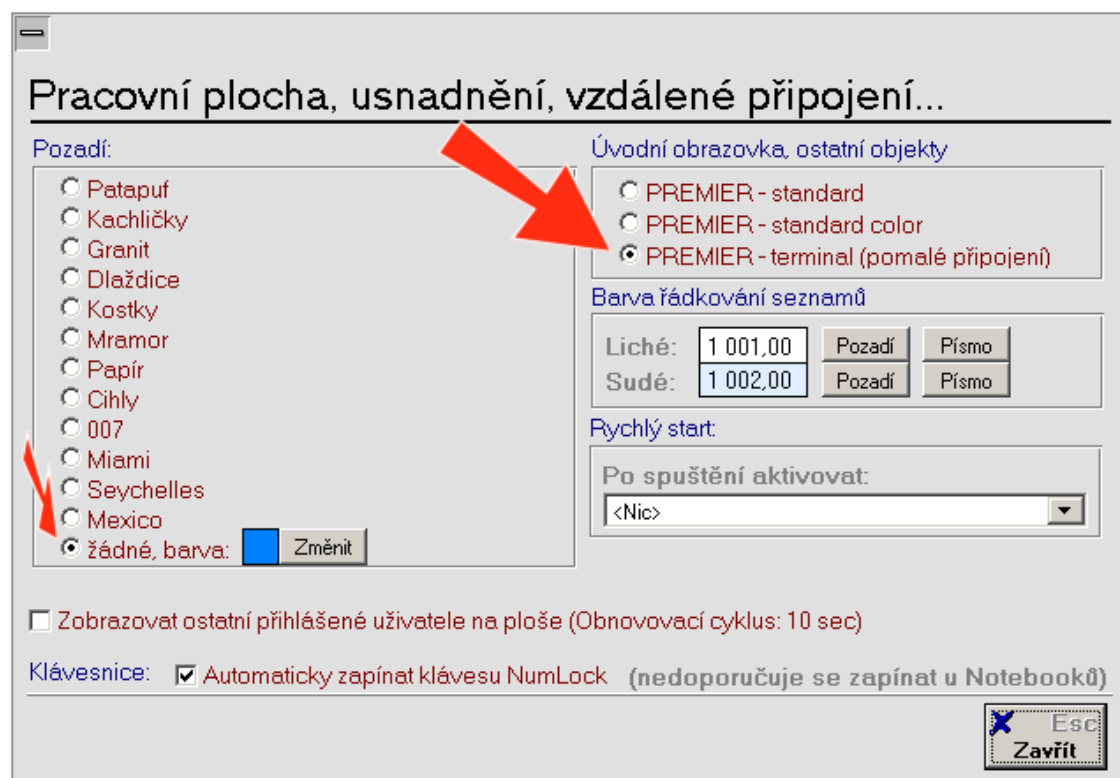 Pracovní plocha, usnadnění, vzdálené připojení...
Pozadí:
Patapuf
Kachličky
Granit
Dlaždice
Kostky
Mramor
Papír
Cihly
007
Miami
Seychelles
Mexico
žádné, barva: Změnit
Úvodní obrazovka, ostatní objekty
PREMIER - standard
PREMIER - standard color
PREMIER - terminal (pomalé připojení)
Barva řádkování seznamů
Liché: 1 001,00 Pozadí Písmo
Sudé: 1 002,00 Pozadí Písmo
Rychlý start:
Po spuštění aktivovat:
<Nic>
Zobrazovat ostatní přihlášené uživatele na ploše (Obnovovací cyklus: 10 sec)
Klávesnice: Automaticky zapínat klávesu NumLock (nedoporučuje se zapínat u Notebooků)
Esc
Zavřít